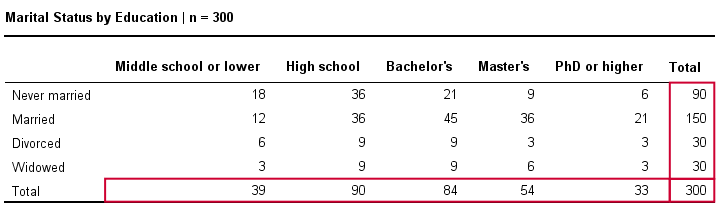 Marital Status by Education | n = 300
Middle school or lower High school Bachelor's Master's PhD or higher Total
Never married 18 36 21 9 6 90
Married 12 36 45 36 21 150
Divorced 6 9 9 3 3 30
Widowed 3 9 9 6 3 30
Total 39 90 84 54 33 300